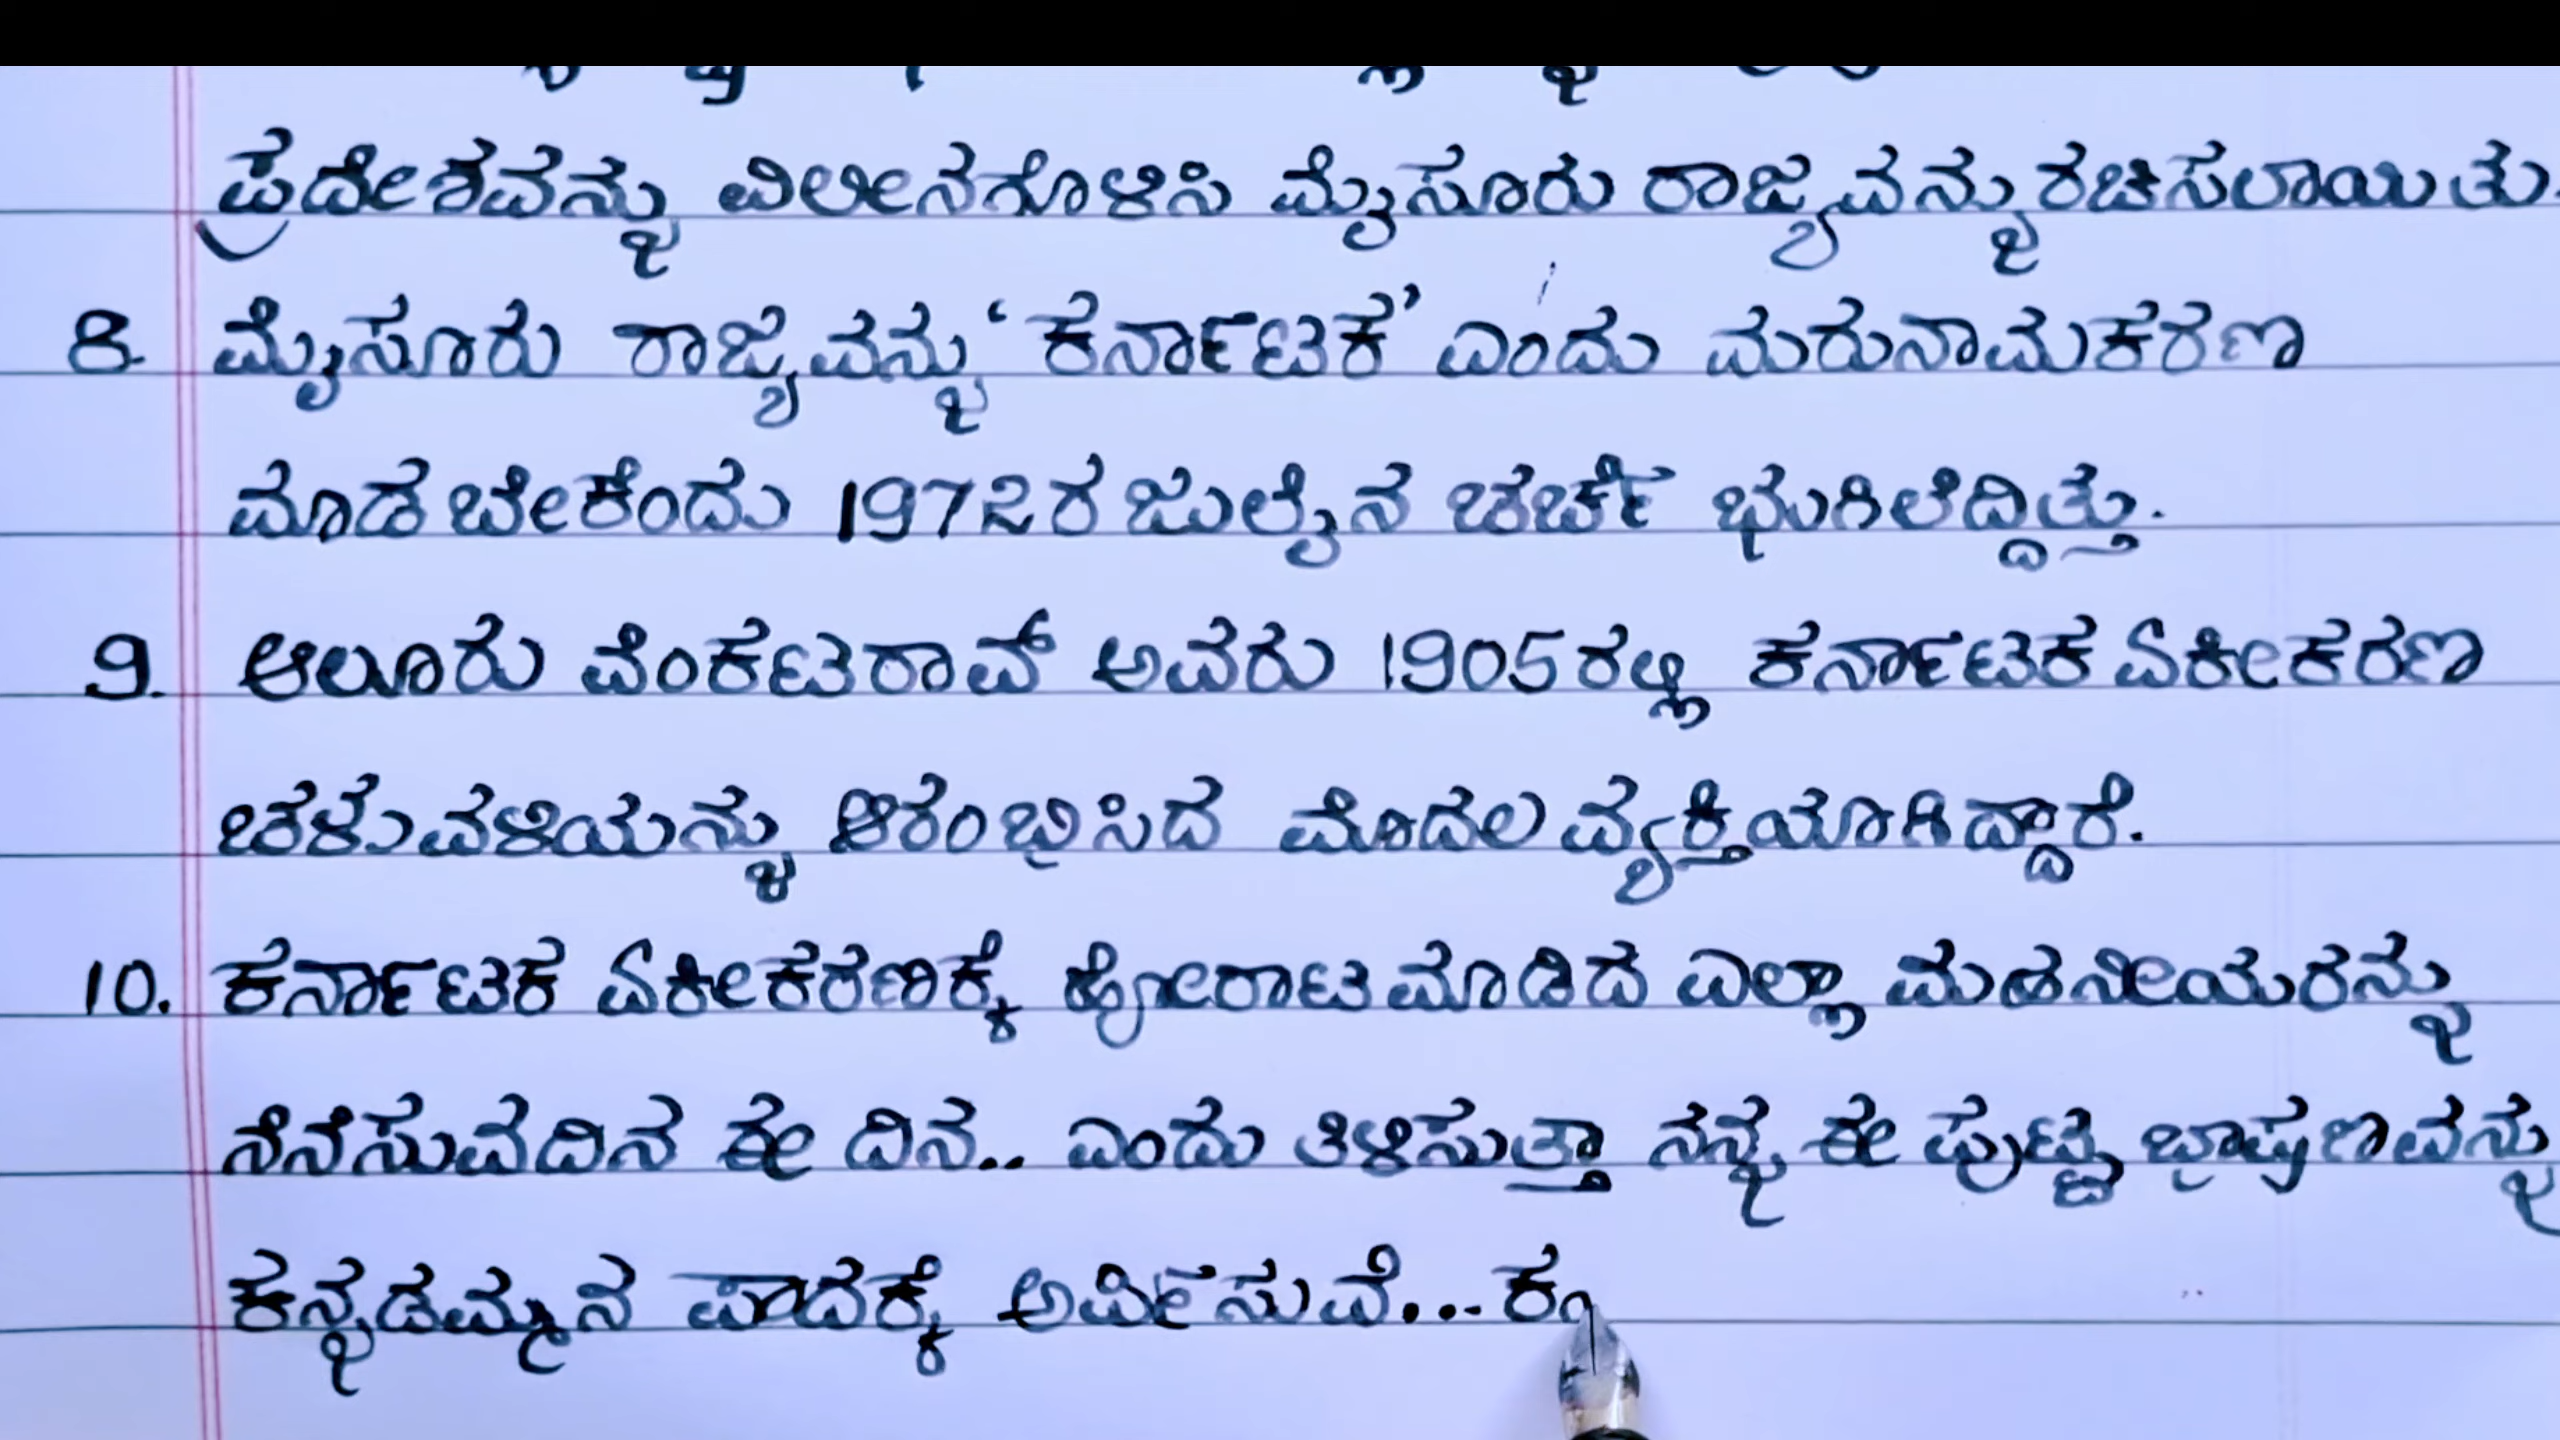 ಪ್ರದೇಶವನ್ನು ವಿಲೀನಗೊಳಿಸಿ ಮೈಸೂರು ರಾಜ್ಯವನ್ನು ರಚಿಸಲಾಯಿತು.
8. ಮೈಸೂರು ರಾಜ್ಯವನ್ನು ‘ಕರ್ನಾಟಕ’ ಎಂದು ಮರುನಾಮಕರಣ
ಮಾಡಬೇಕೆಂದು 1972ರ ಜುಲೈನ ಚರ್ಚೆ ಭುಗಿಲೆದ್ದಿತ್ತು.
9. ಆಲೂರು ವೆಂಕಟರಾವ್ ಅವರು 1905ರಲ್ಲಿ ಕರ್ನಾಟಕ ಏಕೀಕರಣ
ಚಳುವಳಿಯನ್ನು ಆರಂಭಿಸಿದ ಮೊದಲ ವ್ಯಕ್ತಿಯಾಗಿದ್ದಾರೆ.
10. ಕರ್ನಾಟಕ ಏಕೀಕರಣಕ್ಕೆ ಹೋರಾಟ ಮಾಡಿದ ಎಲ್ಲಾ ಮಹನೀಯರನ್ನು
ನೆನೆಸುವದಿನ ಈ ದಿನ.. ಎಂದು ತಿಳಿಸುತ್ತಾ ನನ್ನ ಈ ಪುಟ್ಟ ಭಾಷಣವನ್ನು
ಕನ್ನಡಮ್ಮನ ಪಾದಕ್ಕೆ ಅರ್ಪಿಸುವೆ...